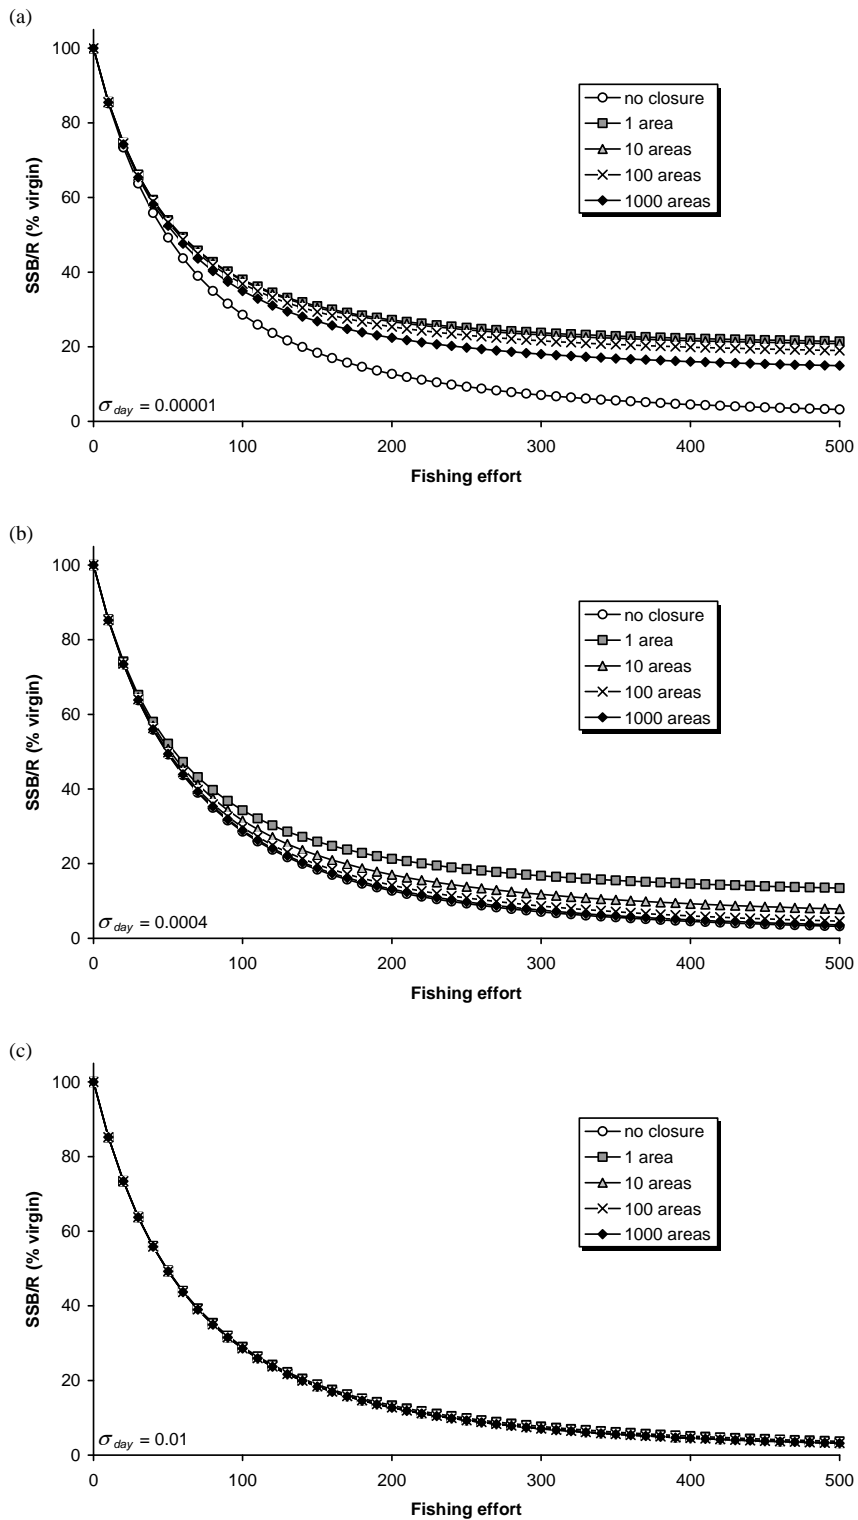 (a)
100
80
60
40
20
0
SSB/R (% virgin)
no closure
1 area
10 areas
100 areas
1000 areas
σ day = 0.00001
0 100 200 300 400 500
Fishing effort
(b)
100
80
60
40
20
0
SSB/R (% virgin)
no closure
1 area
10 areas
100 areas
1000 areas
σ day = 0.0004
0 100 200 300 400 500
Fishing effort
(c)
100
80
60
40
20
0
SSB/R (% virgin)
no closure
1 area
10 areas
100 areas
1000 areas
σ day = 0.01
0 100 200 300 400 500
Fishing effort